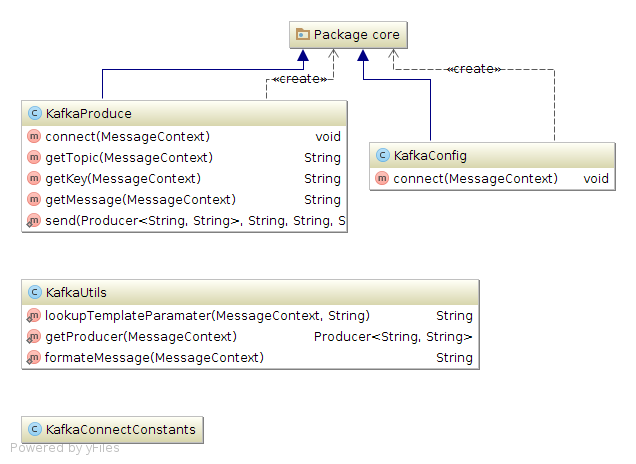 Package core
«create»
«create»
KafkaProduce
connect(MessageContext) void
getTopic(MessageContext) String
getKey(MessageContext) String
getMessage(MessageContext) String
send(Producer<String, String>, String, String, S
KafkaConfig
connect(MessageContext) void
KafkaUtils
lookupTemplateParamater(MessageContext, String) String
getProducer(MessageContext) Producer<String, String>
formateMessage(MessageContext) String
KafkaConnectConstants
Powered by yFiles